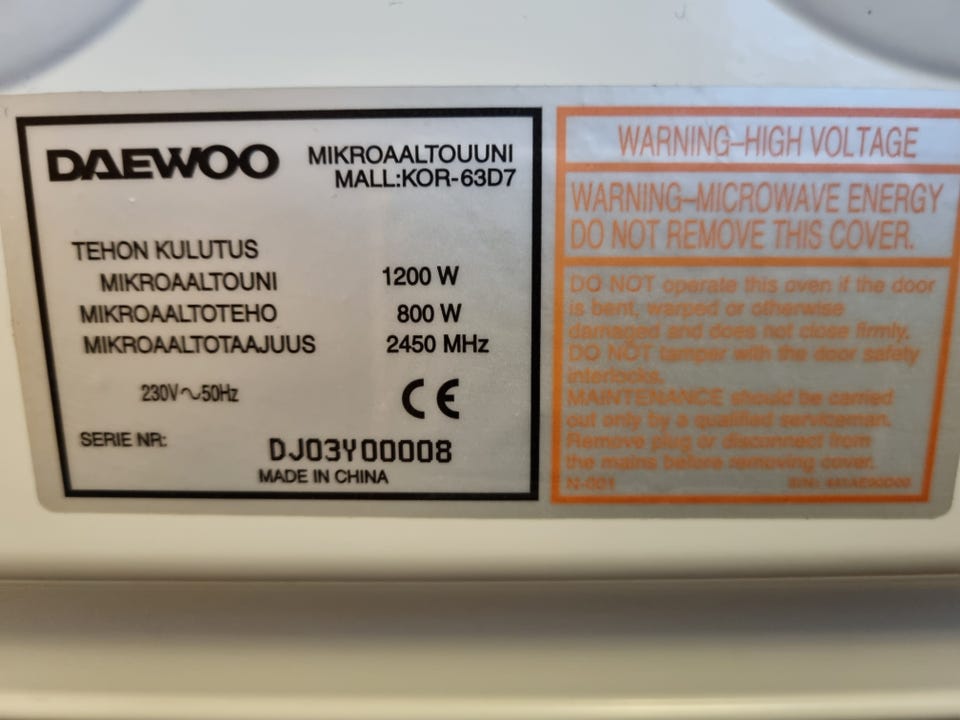 DAEWOO
MIKROAALTOUUNI
MALL:KOR-63D7
TEHON KULUTUS
MIKROAALTOUNI 1200 W
MIKROAALTOTEHO 800 W
MIKROAALTOTAAJUUS 2450 MHz
230V~50Hz CE
SERIE NR: DJ03Y00008
MADE IN CHINA
WARNING–HIGH VOLTAGE
WARNING–MICROWAVE ENERGY
DO NOT REMOVE THIS COVER.
DO NOT operate this oven if the door
is bent, warped or otherwise
damaged and does not close firmly.
DO NOT tamper with the door safety
interlocks.
MAINTENANCE should be carried
out only by a qualified serviceman.
Remove plug or disconnect from
the mains before removing cover.
N-001